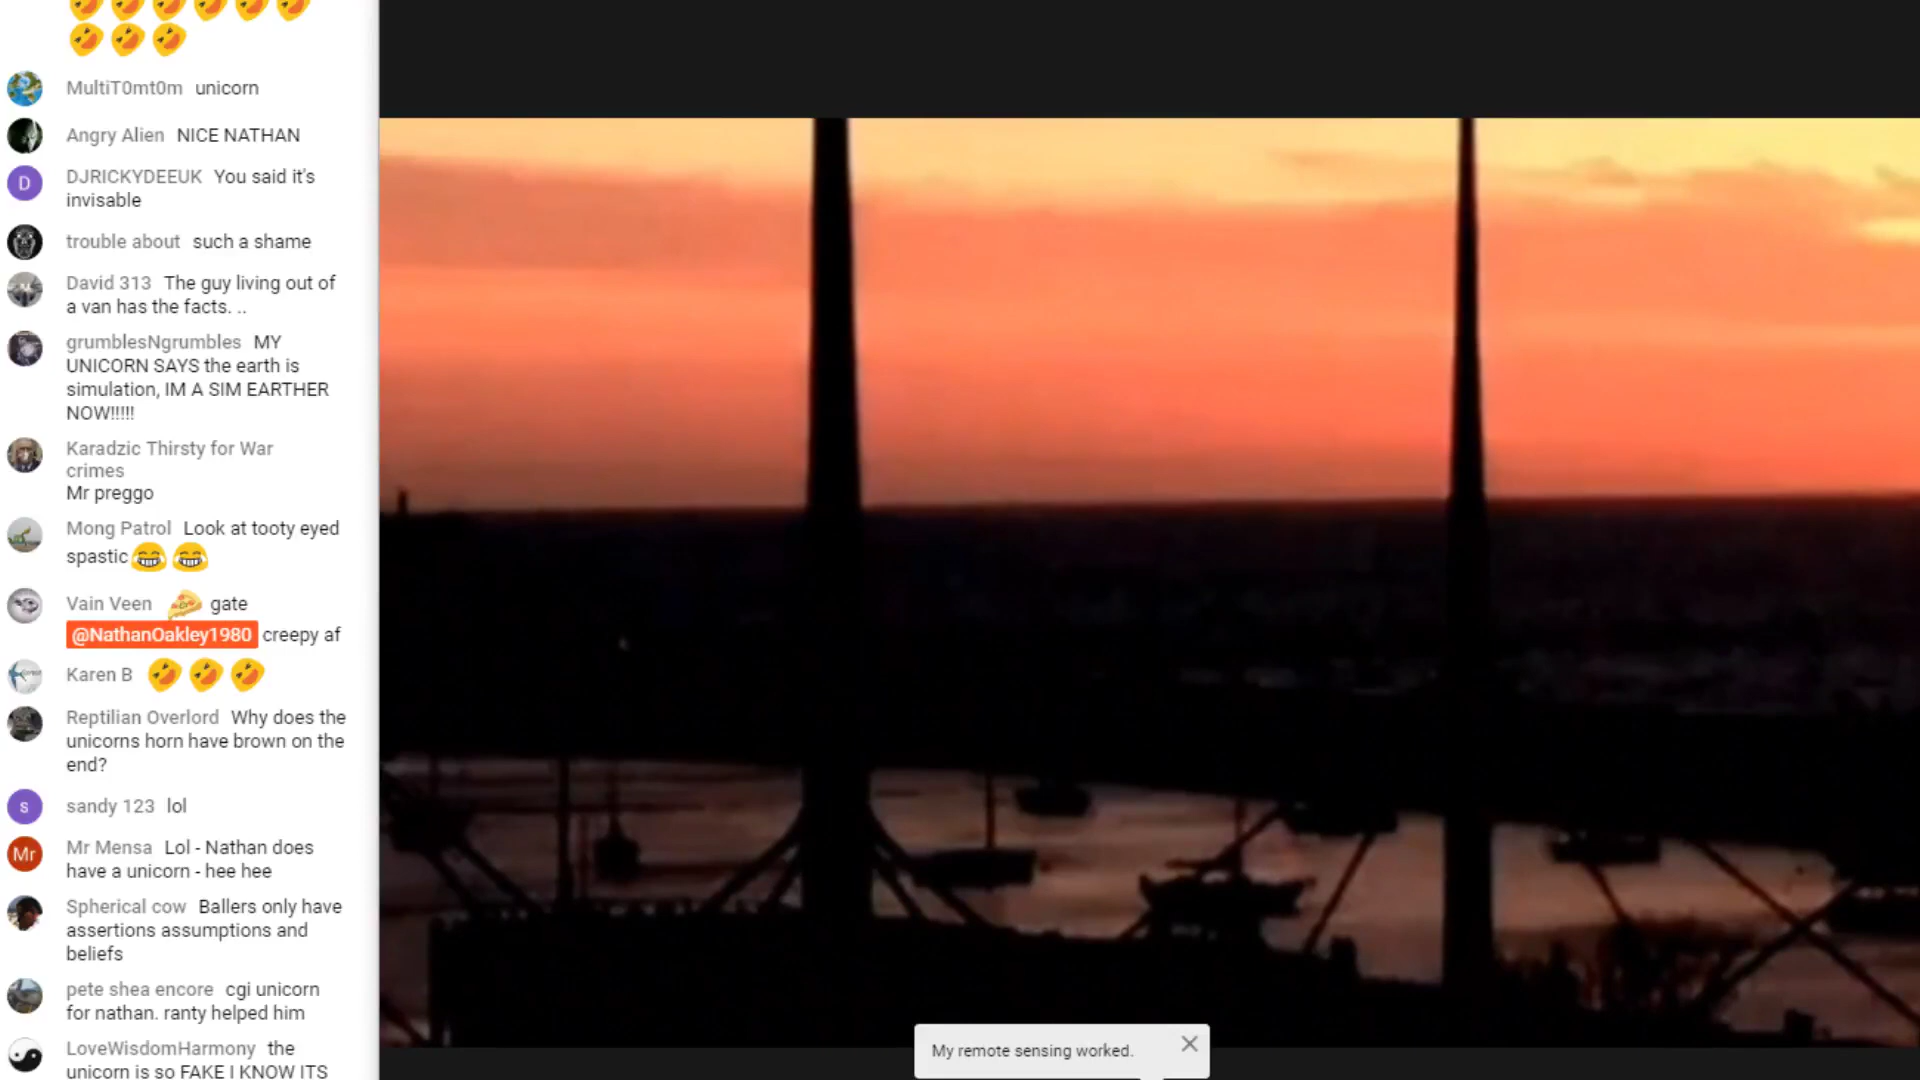 MultiT0mt0m unicorn
Angry Alien NICE NATHAN
D DJRICKYDEEUK You said it's
invisable
trouble about such a shame
David 313 The guy living out of
a van has the facts. ..
grumblesNgrumbles MY
UNICORN SAYS the earth is
simulation, IM A SIM EARTHER
NOW!!!!!
Karadzic Thirsty for War
crimes
Mr preggo
Mong Patrol Look at tooty eyed
spastic
Vain Veen gate
@NathanOakley1980 creepy af
Karen B
Reptilian Overlord Why does the
unicorns horn have brown on the
end?
s sandy 123 lol
Mr Mr Mensa Lol - Nathan does
have a unicorn - hee hee
Spherical cow Ballers only have
assertions assumptions and
beliefs
pete shea encore cgi unicorn
for nathan. ranty helped him
LoveWisdomHarmony the
unicorn is so FAKE I KNOW ITS
My remote sensing worked.